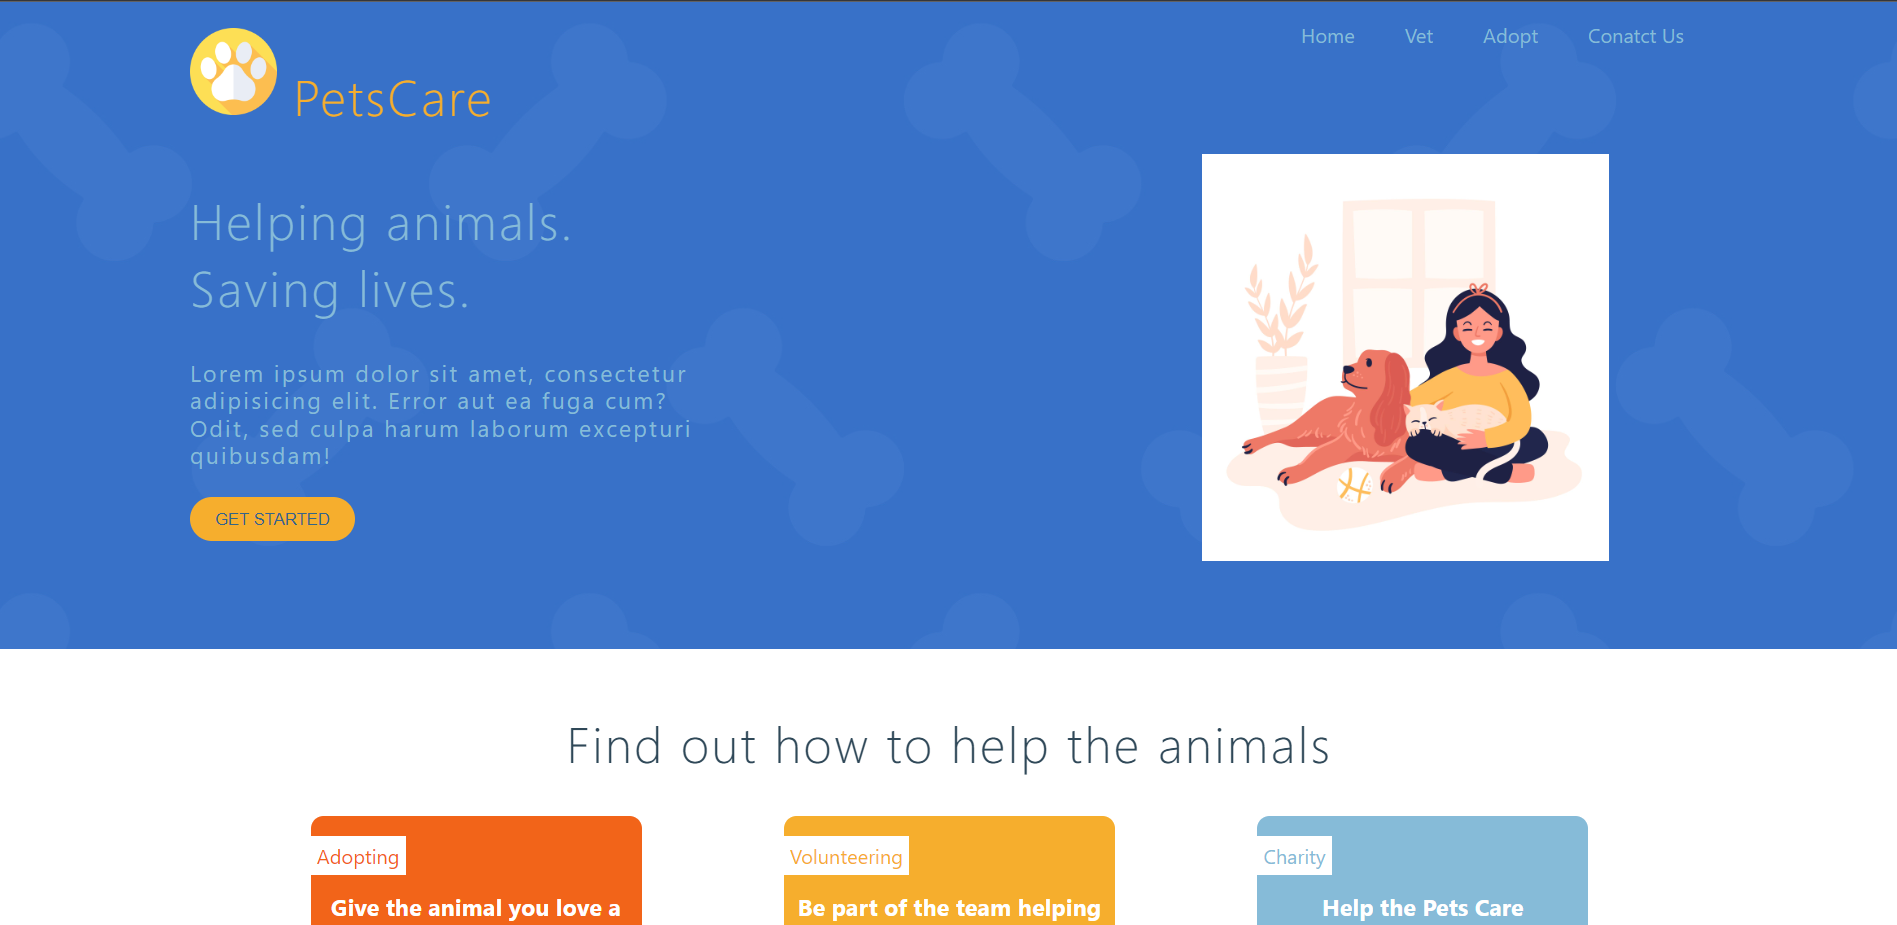 Home Vet Adopt Conatct Us
PetsCare
Helping animals.
Saving lives.
Lorem ipsum dolor sit amet, consectetur
adipisicing elit. Error aut ea fuga cum?
Odit, sed culpa harum laborum excepturi
quibusdam!
GET STARTED
Find out how to help the animals
Adopting
Give the animal you love a
Volunteering
Be part of the team helping
Charity
Help the Pets Care